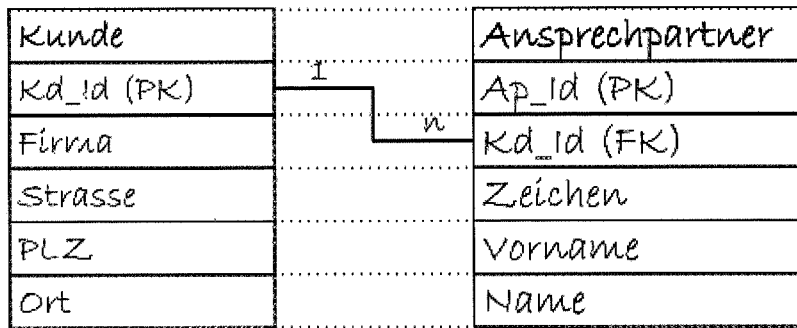 Kunde
Kd_Id (PK)
Firma
Strasse
PLZ
Ort
1
n
Ansprechpartner
Ap_Id (PK)
Kd_Id (FK)
Zeichen
Vorname
Name